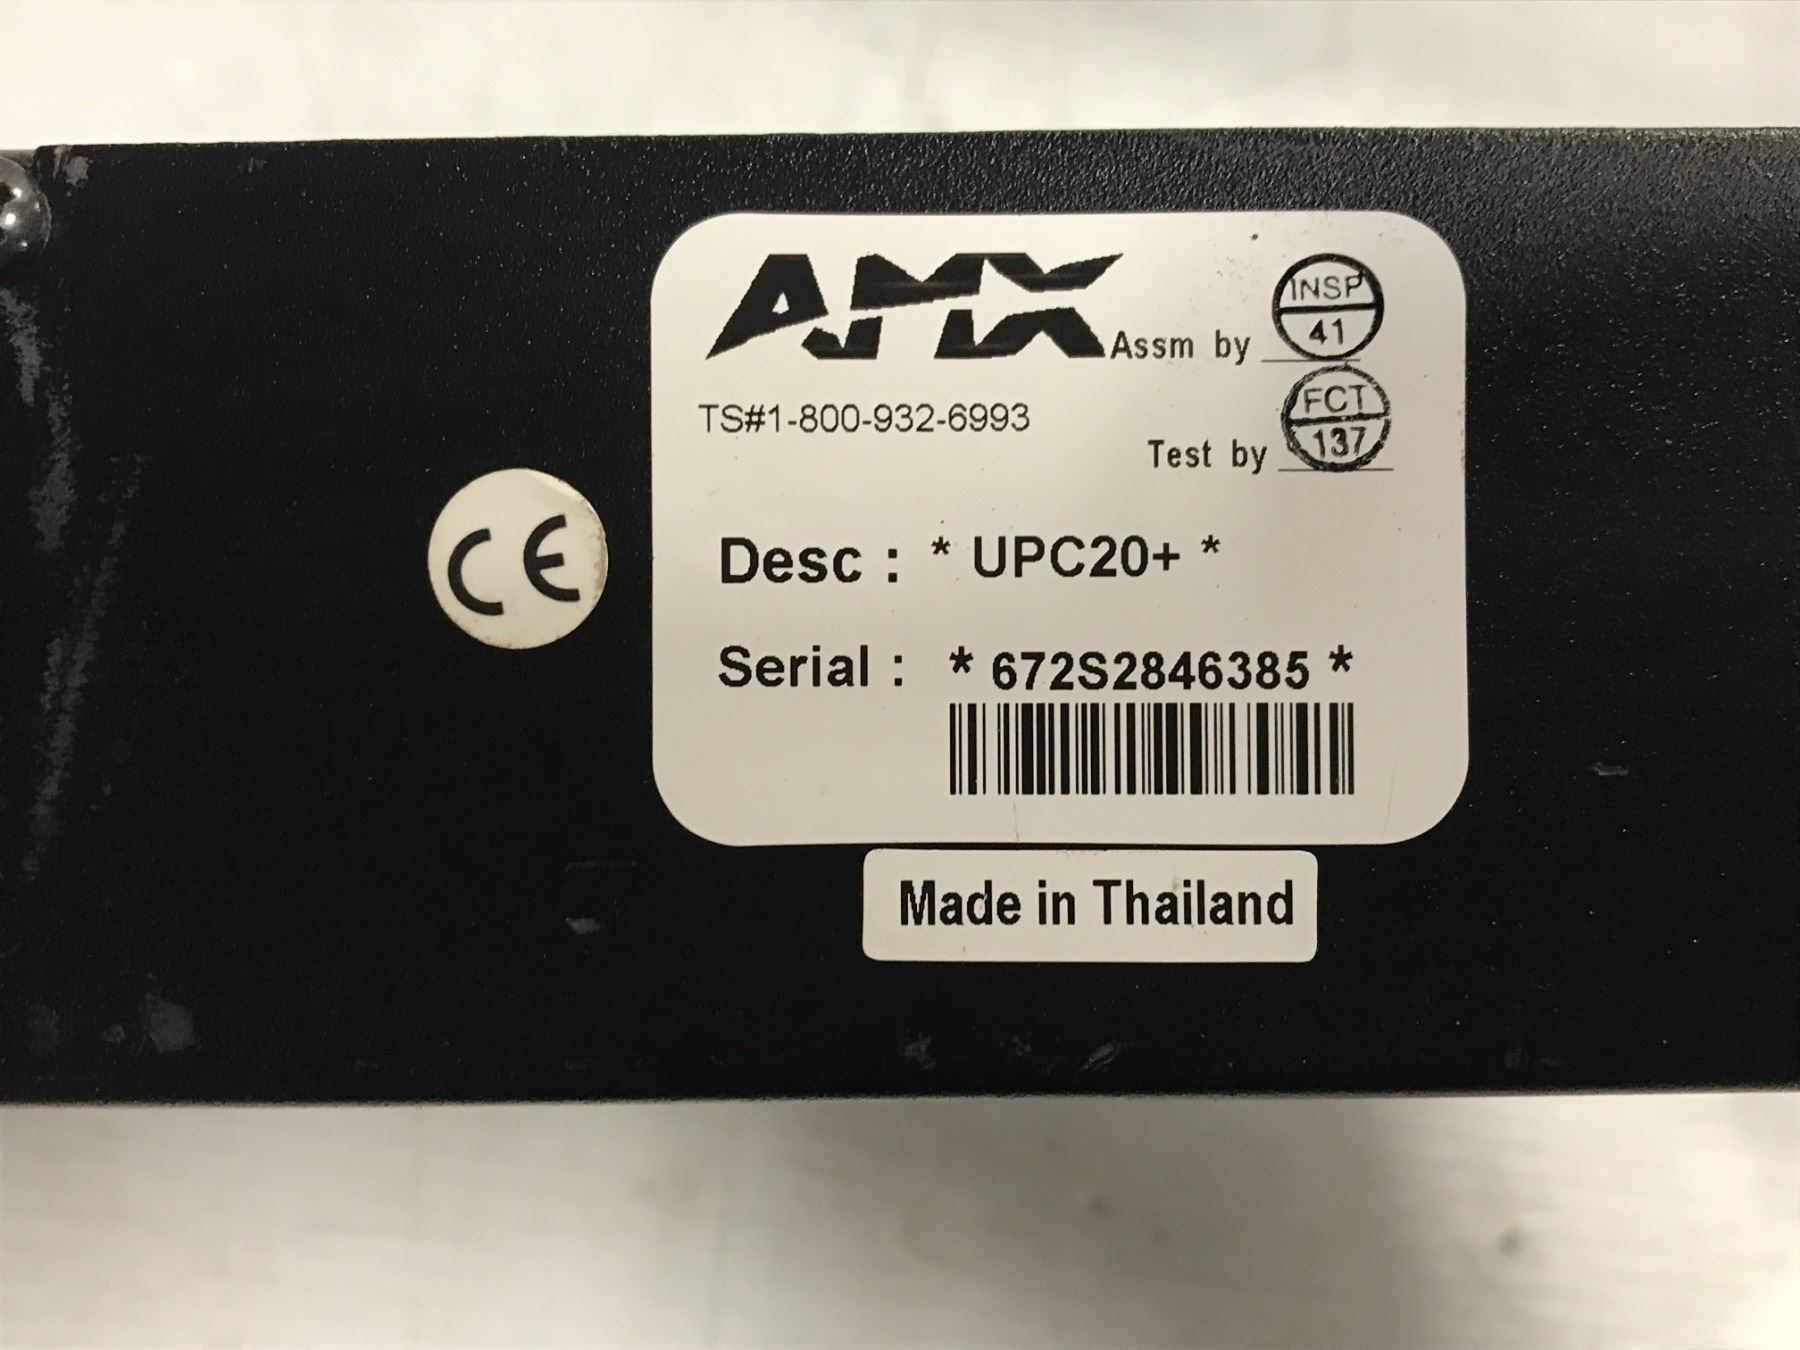 AMX
Assm by INSP 41
TS#1-800-932-6993
Test by FCT 137
CE
Desc : * UPC20+ *
Serial : * 672S2846385 *
Made in Thailand